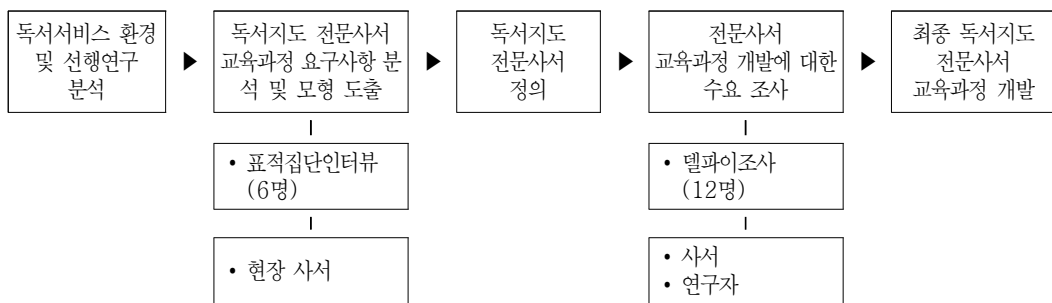 독서서비스 환경
및 선행연구
분석
▶
독서지도 전문사서
교육과정 요구사항 분
석 및 모형 도출
▶
독서지도
전문사서
정의
▶
전문사서
교육과정 개발에 대한
수요 조사
▶
최종 독서지도
전문사서
교육과정 개발
• 표적집단인터뷰
(6명)
• 델파이조사
(12명)
• 현장 사서
• 사서
• 연구자